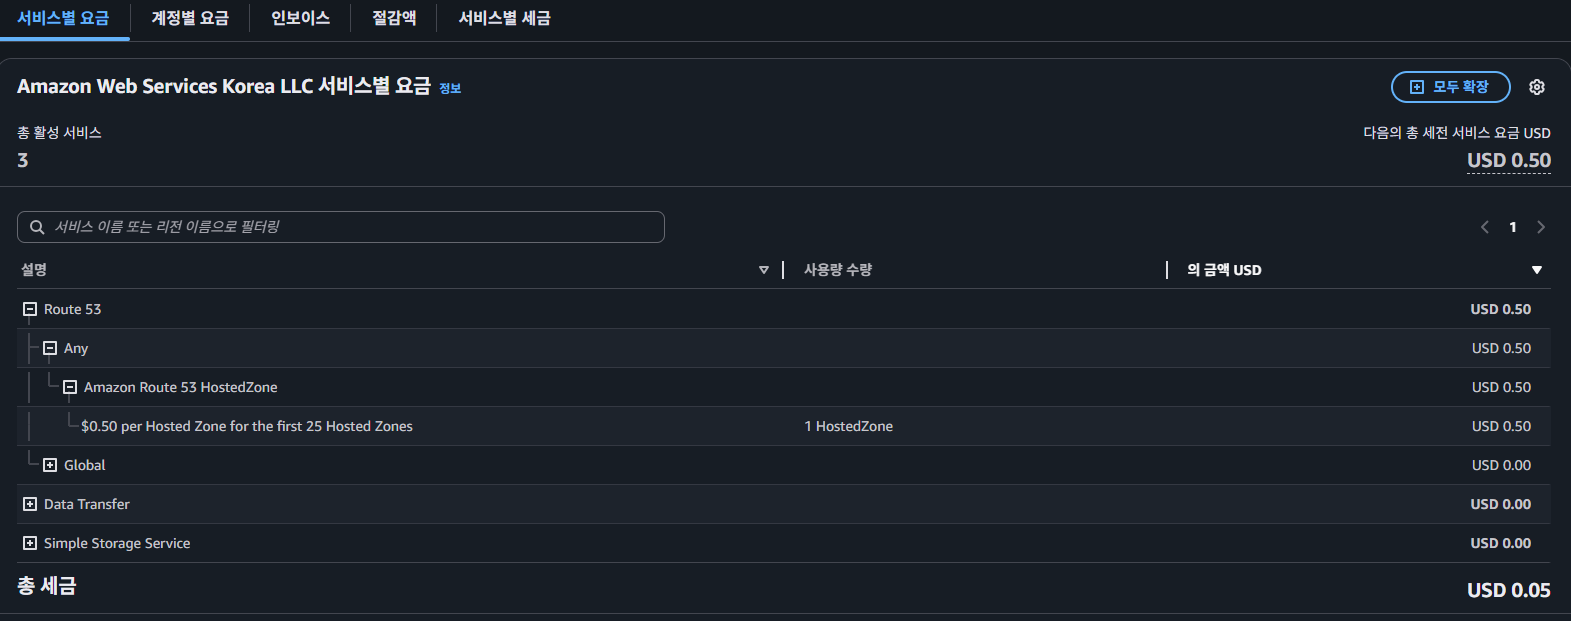 서비스별 요금 계정별 요금 인보이스 절감액 서비스별 세금
Amazon Web Services Korea LLC 서비스별 요금 정보
모두 확장
총 활성 서비스
다음의 총 세전 서비스 요금 USD
3
USD 0.50
서비스 이름 또는 리전 이름으로 필터링
1
설명 사용량 수량 의 금액 USD
Route 53 USD 0.50
Any USD 0.50
Amazon Route 53 HostedZone USD 0.50
$0.50 per Hosted Zone for the first 25 Hosted Zones 1 HostedZone USD 0.50
Global USD 0.00
Data Transfer USD 0.00
Simple Storage Service USD 0.00
총 세금 USD 0.05